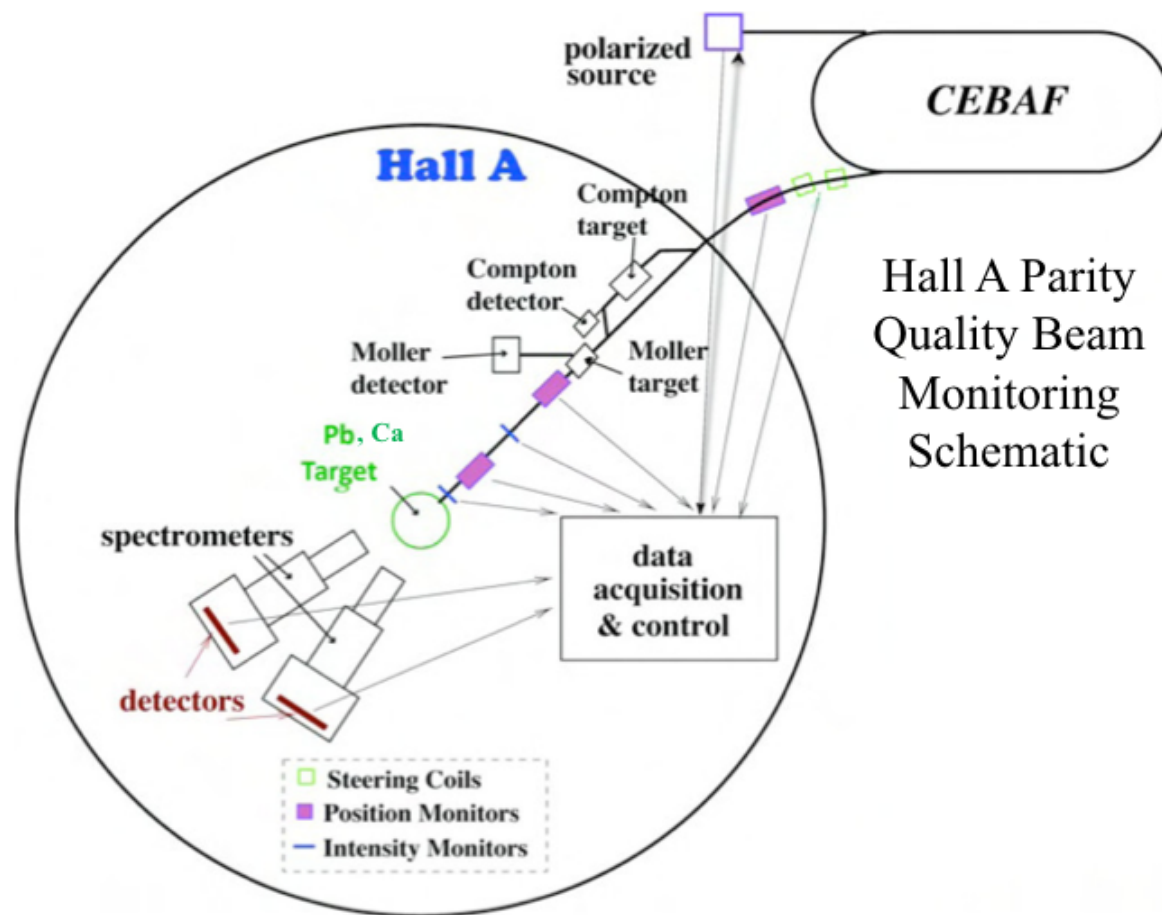 polarized
source
CEBAF
Hall A
Compton
target
Compton
detector
Moller
detector
Moller
target
Hall A Parity
Quality Beam
Monitoring
Schematic
Pb, Ca
Target
spectrometers
data
acquisition
& control
detectors
Steering Coils
Position Monitors
Intensity Monitors